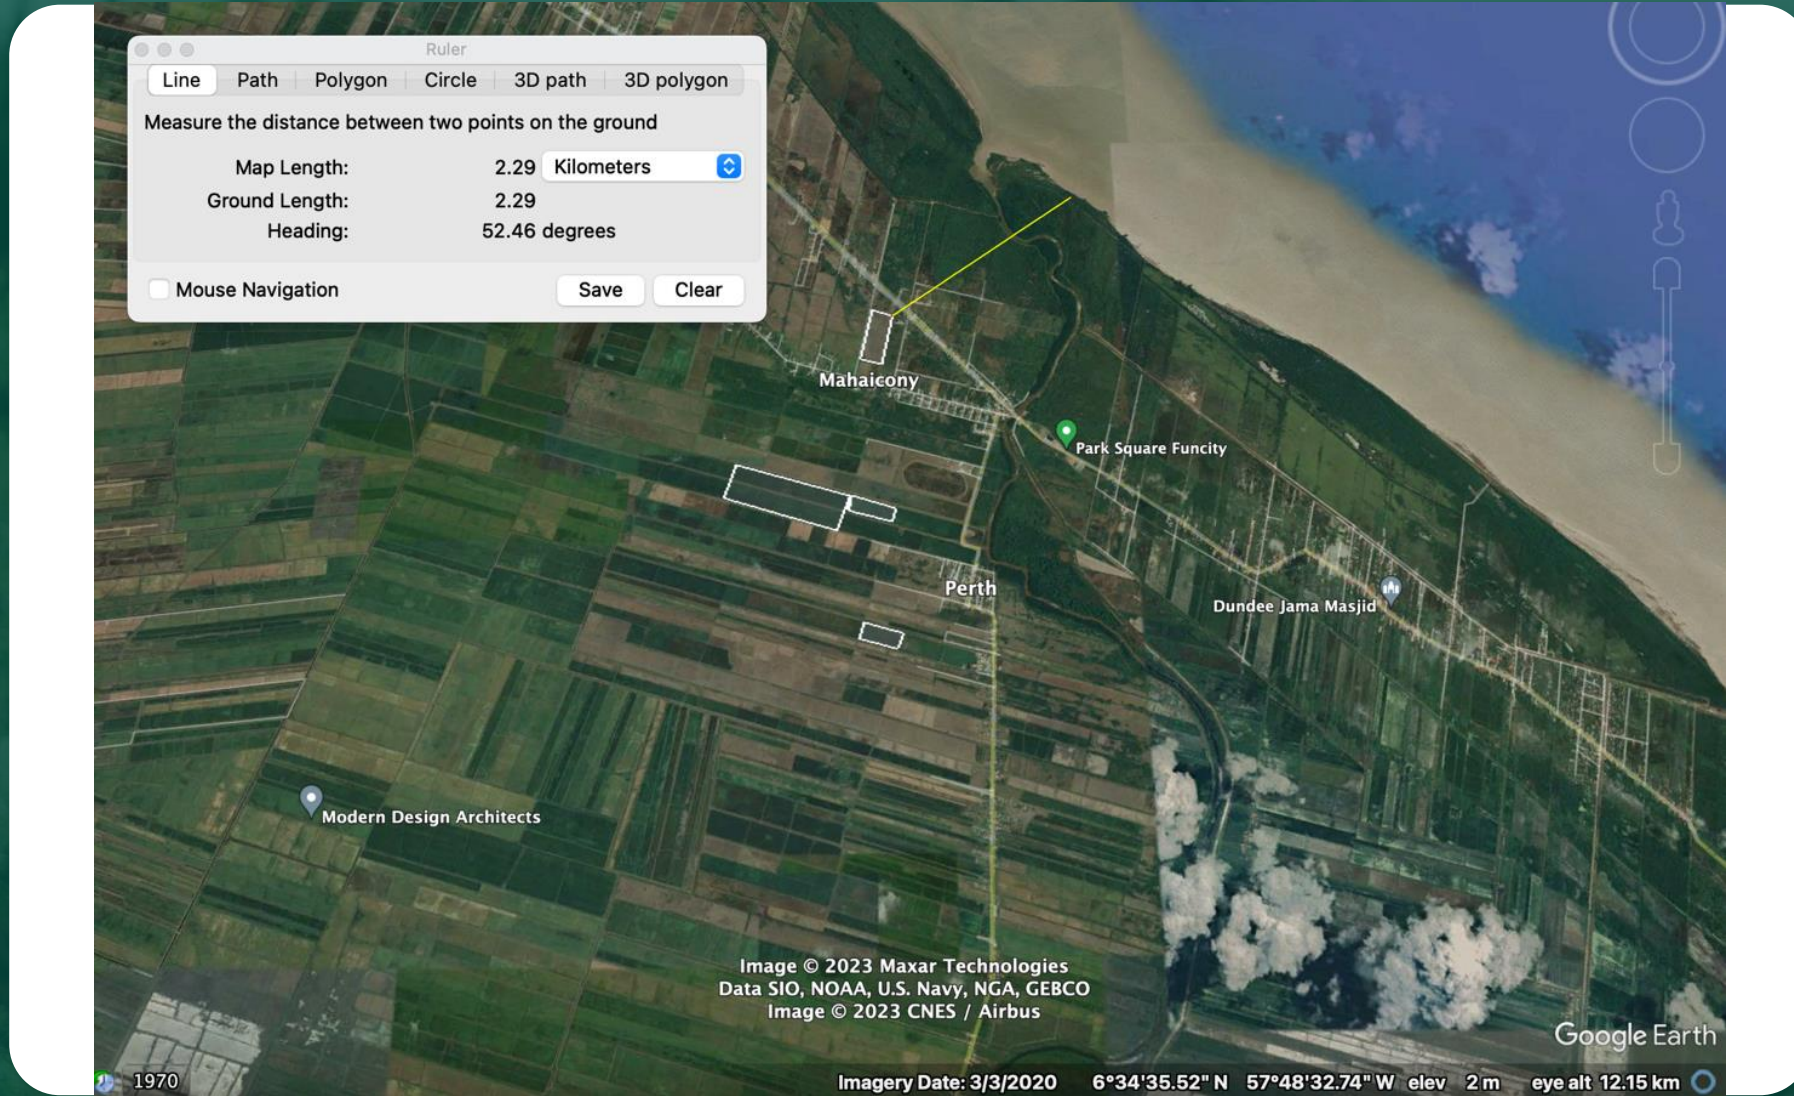 Ruler
Line Path Polygon Circle 3D path 3D polygon
Measure the distance between two points on the ground
Map Length: 2.29 Kilometers
Ground Length: 2.29
Heading: 52.46 degrees
Mouse Navigation Save Clear
Mahaicony
Park Square Funcity
Perth
Dundee Jama Masjid
Modern Design Architects
Image © 2023 Maxar Technologies
Data SIO, NOAA, U.S. Navy, NGA, GEBCO
Image © 2023 CNES / Airbus
Google Earth
1970 Imagery Date: 3/3/2020 6°34'35.52" N 57°48'32.74" W elev 2 m eye alt 12.15 km